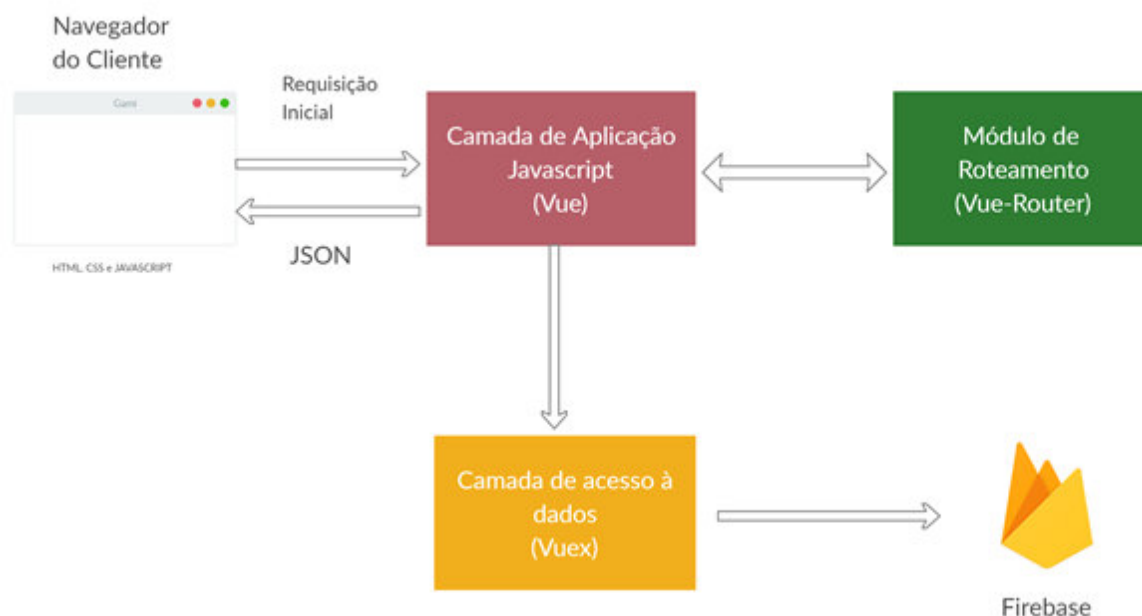 Navegador
do Cliente
Requisição
Inicial
JSON
HTML, CSS e JAVASCRIPT
Camada de Aplicação
Javascript
(Vue)
Módulo de
Roteamento
(Vue-Router)
Camada de acesso à
dados
(Vuex)
Firebase